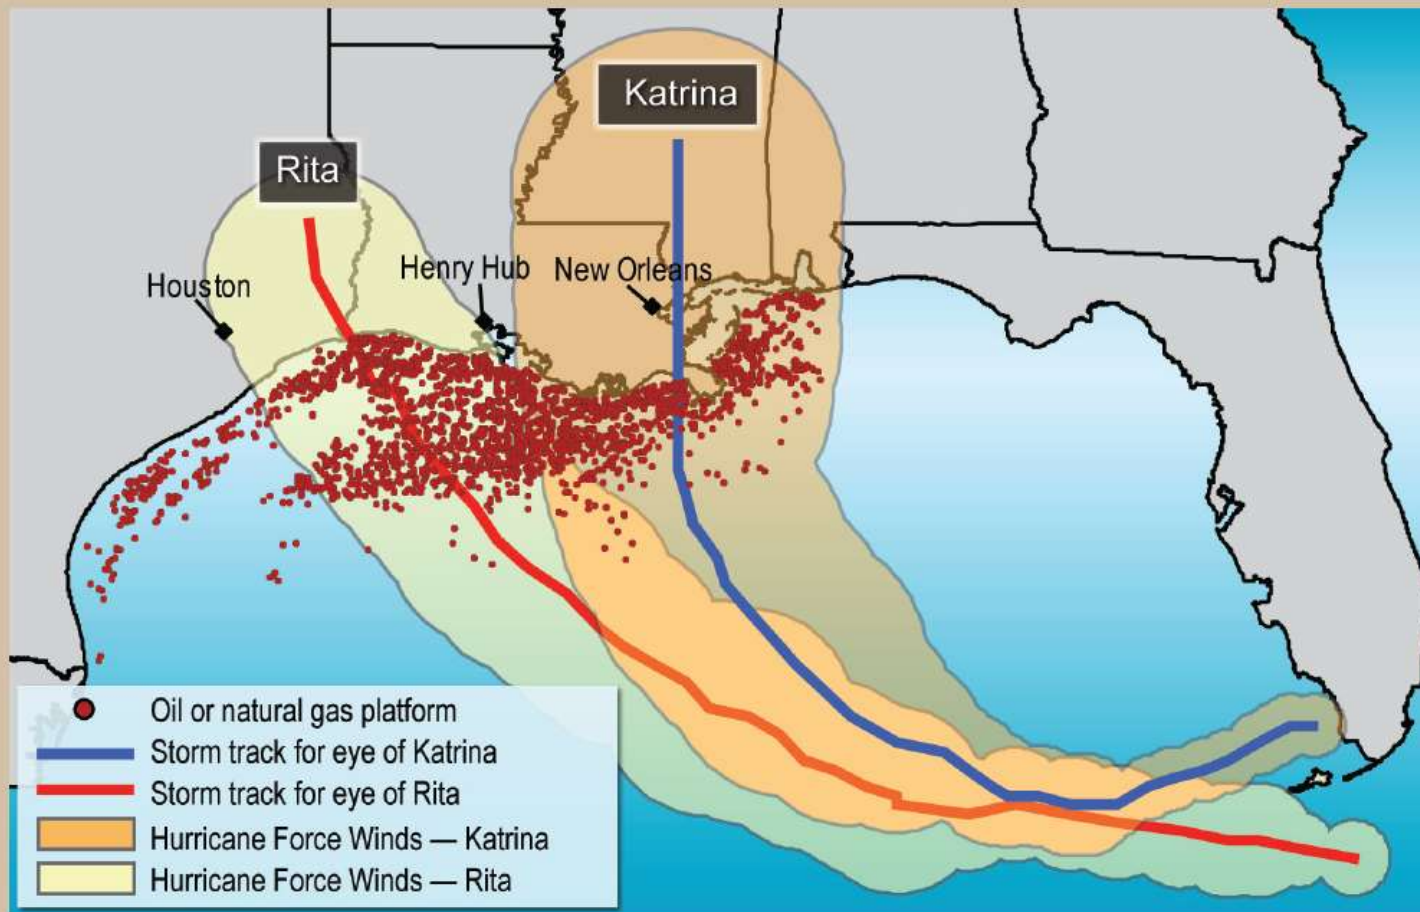 Katrina
Rita
Houston
Henry Hub
New Orleans
Oil or natural gas platform
Storm track for eye of Katrina
Storm track for eye of Rita
Hurricane Force Winds — Katrina
Hurricane Force Winds — Rita